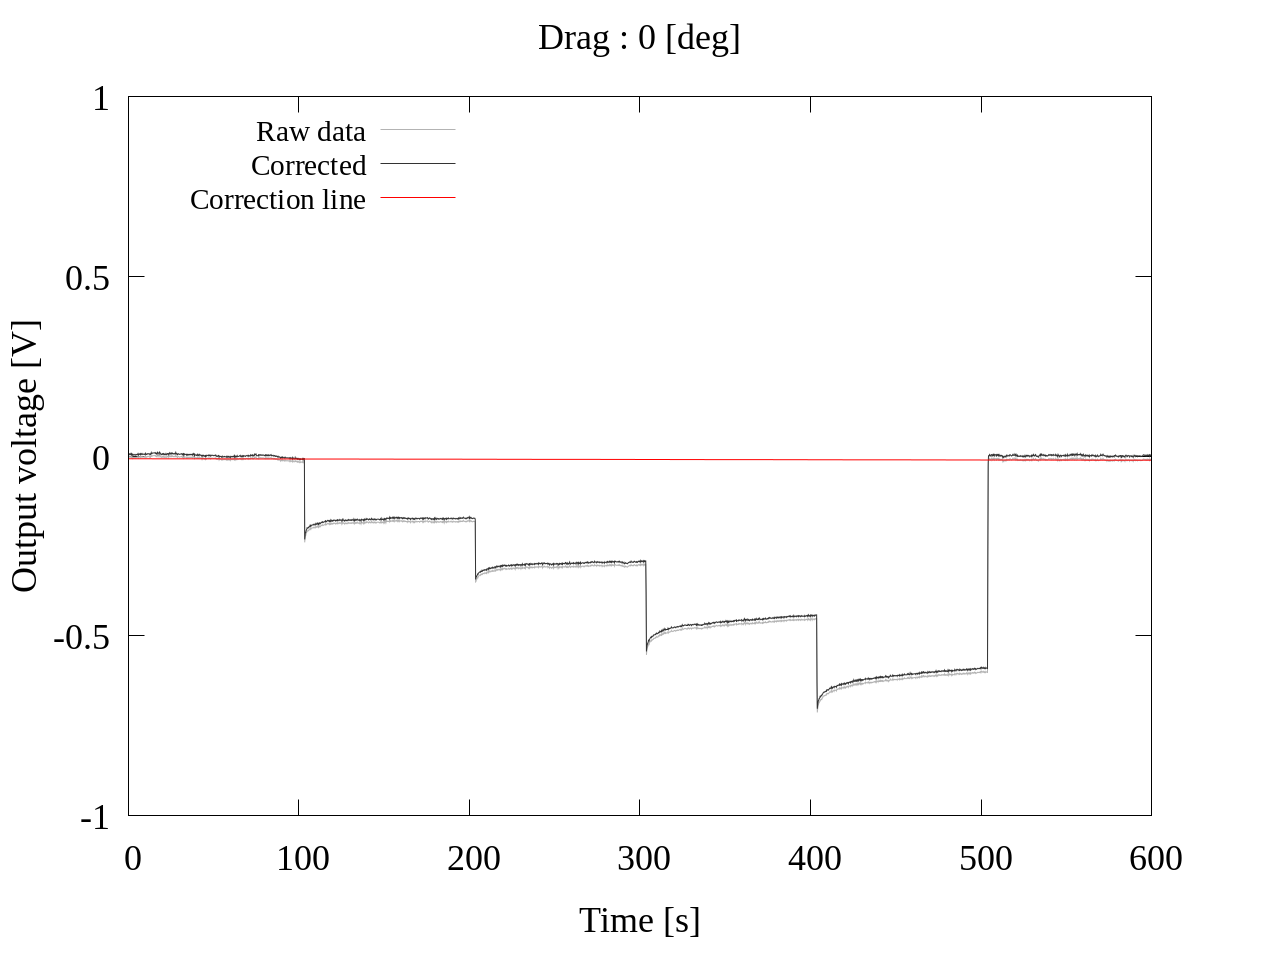 Drag : 0 [deg]
1
0.5
0
-0.5
-1
Output voltage [V]
Raw data
Corrected
Correction line
0 100 200 300 400 500 600
Time [s]